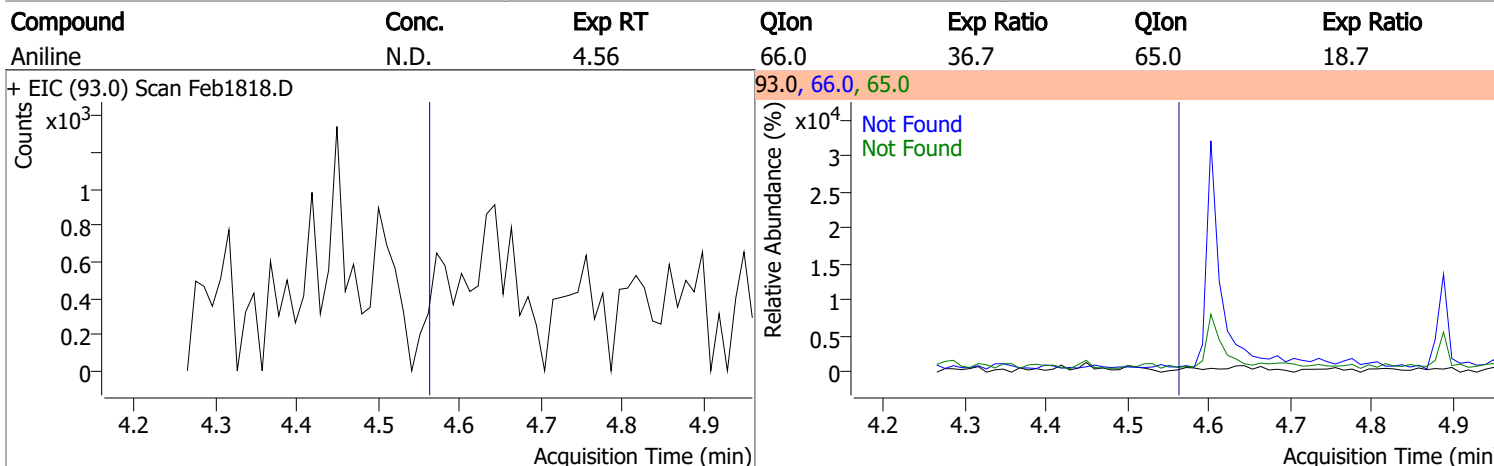 Compound Conc. Exp RT QIon Exp Ratio QIon Exp Ratio
Aniline N.D. 4.56 66.0 36.7 65.0 18.7
+ EIC (93.0) Scan Feb1818.D
Counts
x10³
1
0.8
0.6
0.4
0.2
0
4.2 4.3 4.4 4.5 4.6 4.7 4.8 4.9
Acquisition Time (min)
93.0, 66.0, 65.0
Relative Abundance (%)
x10⁴
Not Found
Not Found
3
2.5
2
1.5
1
0.5
0
4.2 4.3 4.4 4.5 4.6 4.7 4.8 4.9
Acquisition Time (min